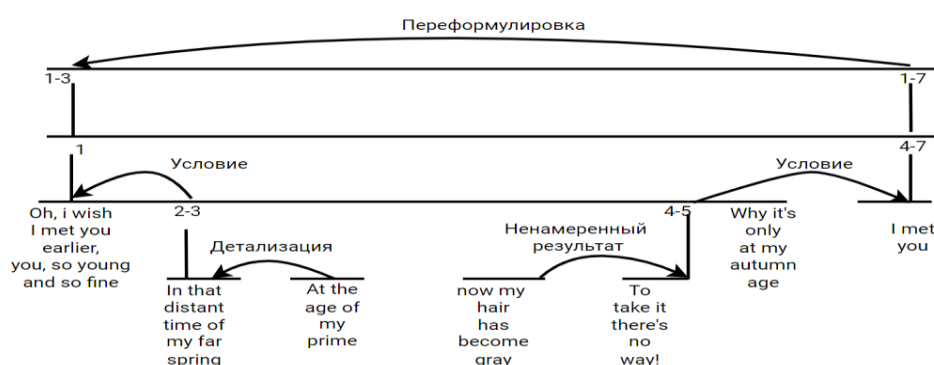 Переформулировка
1-3
1-7
1
4-7
Условие
Условие
Oh, i wish
I met you
earlier,
you, so young
and so fine
2-3
4-5
Why it's
only
at my
autumn
age
I met
you
Детализация
Ненамеренный
результат
In that
distant
time of
my far
spring
At the
age of
my
prime
now my
hair
has
become
gray
To
take it
there's
no
way!